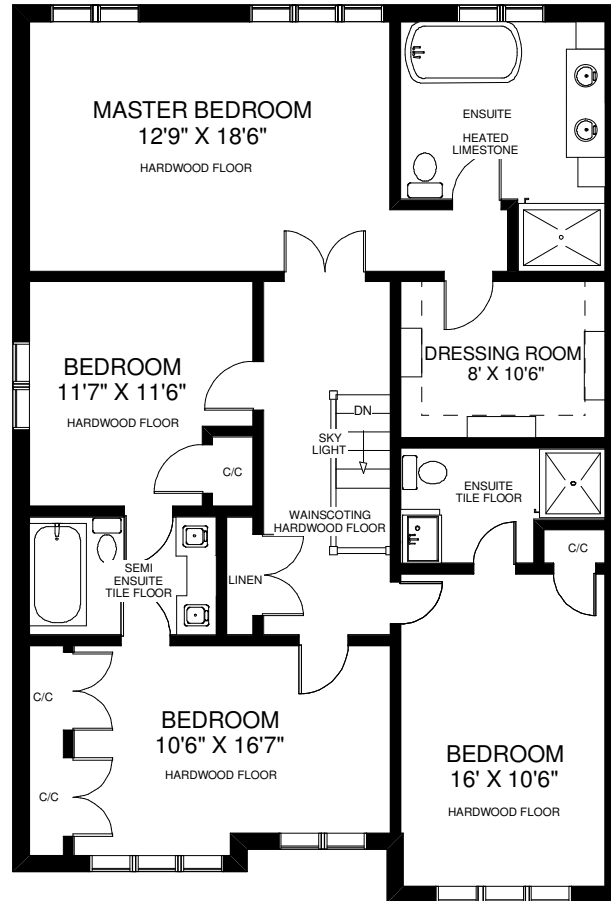 MASTER BEDROOM
12'9" X 18'6"
HARDWOOD FLOOR
ENSUITE
HEATED
LIMESTONE
BEDROOM
11'7" X 11'6"
HARDWOOD FLOOR
DRESSING ROOM
8' X 10'6"
DN
SKY
LIGHT
C/C
WAINSCOTING
HARDWOOD FLOOR
ENSUITE
TILE FLOOR
C/C
SEMI
ENSUITE
TILE FLOOR
LINEN
C/C
C/C
BEDROOM
10'6" X 16'7"
HARDWOOD FLOOR
BEDROOM
16' X 10'6"
HARDWOOD FLOOR